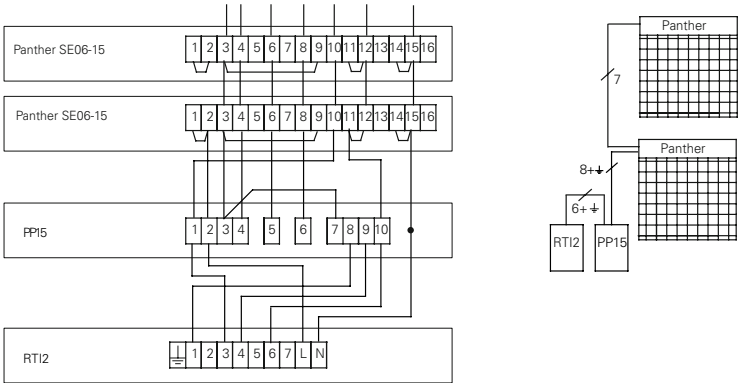 Panther SE06-15 1 2 3 4 5 6 7 8 9 10 11 12 13 14 15 16
Panther SE06-15 1 2 3 4 5 6 7 8 9 10 11 12 13 14 15 16
PP15 1 2 3 4 5 6 7 8 9 10
RTI2 1 2 3 4 5 6 7 L N
Panther
7
Panther
8+
6+
RTI2 PP15